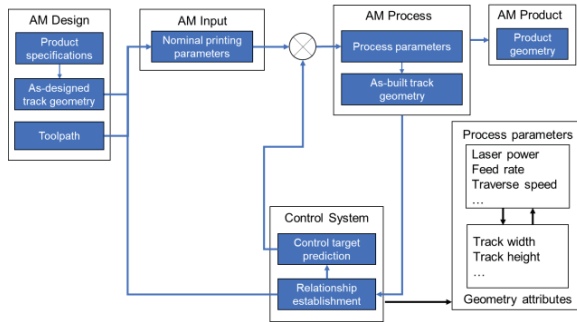 AM Design
Product
specifications
As-designed
track geometry
Toolpath
AM Input
Nominal printing
parameters
AM Process
Process parameters
As-built track
geometry
AM Product
Product
geometry
Control System
Control target
prediction
Relationship
establishment
Process parameters
Laser power
Feed rate
Traverse speed
…
Track width
Track height
…
Geometry attributes